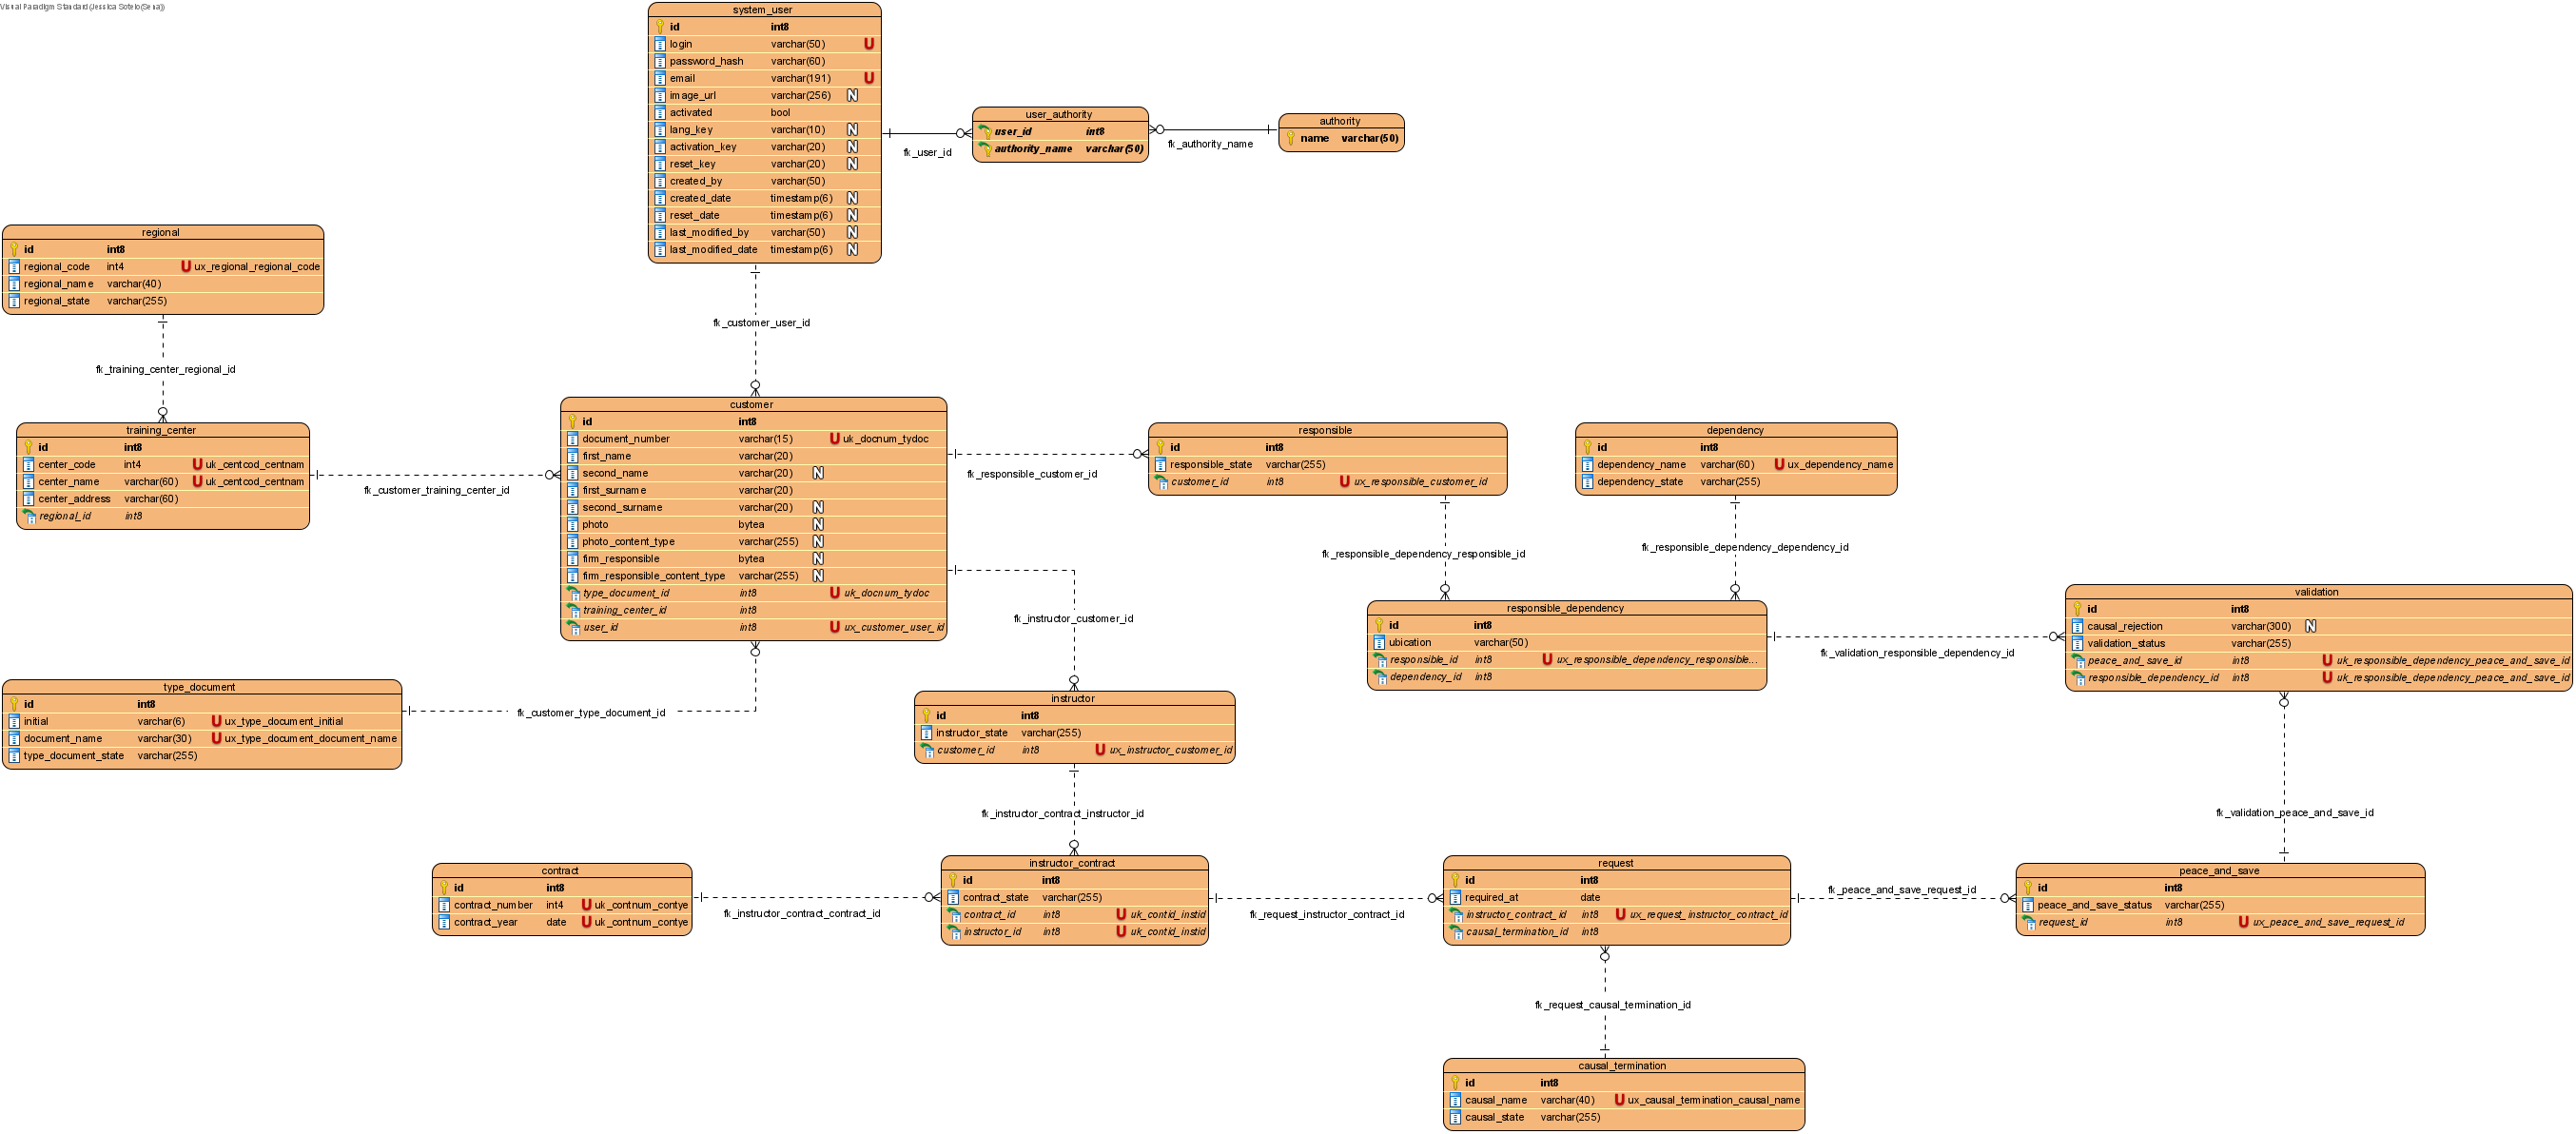 Visual Paradigm Standard (Jessica Sotelo (Sena))
system_user
id int8
login varchar(50) U
password_hash varchar(60)
email varchar(191) U
image_url varchar(256) N
activated bool
lang_key varchar(10) N
activation_key varchar(20) N
reset_key varchar(20) N
created_by varchar(50)
created_date timestamp(6) N
reset_date timestamp(6) N
last_modified_by varchar(50) N
last_modified_date timestamp(6) N
fk_user_id
user_authority
user_id int8
authority_name varchar(50)
fk_authority_name
authority
name varchar(50)
regional
id int8
regional_code int4 U ux_regional_regional_code
regional_name varchar(40)
regional_state varchar(255)
fk_customer_user_id
fk_training_center_regional_id
training_center
id int8
center_code int4 U uk_centcod_centnam
center_name varchar(60) U uk_centcod_centnam
center_address varchar(60)
regional_id int8
fk_customer_training_center_id
customer
id int8
document_number varchar(15) U uk_docnum_tydoc
first_name varchar(20)
second_name varchar(20) N
first_surname varchar(20)
second_surname varchar(20) N
photo bytea N
photo_content_type varchar(255) N
firm_responsible bytea N
firm_responsible_content_type varchar(255) N
type_document_id int8 U uk_docnum_tydoc
training_center_id int8
user_id int8 U ux_customer_user_id
fk_responsible_customer_id
responsible
id int8
responsible_state varchar(255)
customer_id int8 U ux_responsible_customer_id
dependency
id int8
dependency_name varchar(60) U ux_dependency_name
dependency_state varchar(255)
fk_responsible_dependency_responsible_id
fk_responsible_dependency_dependency_id
responsible_dependency
id int8
ubication varchar(50)
responsible_id int8 U ux_responsible_dependency_responsible...
dependency_id int8
fk_validation_responsible_dependency_id
validation
id int8
causal_rejection varchar(300) N
validation_status varchar(255)
peace_and_save_id int8 U uk_responsible_dependency_peace_and_save_id
responsible_dependency_id int8 U uk_responsible_dependency_peace_and_save_id
fk_instructor_customer_id
type_document
id int8
initial varchar(6) U ux_type_document_initial
document_name varchar(30) U ux_type_document_document_name
type_document_state varchar(255)
fk_customer_type_document_id
instructor
id int8
instructor_state varchar(255)
customer_id int8 U ux_instructor_customer_id
fk_instructor_contract_instructor_id
fk_validation_peace_and_save_id
contract
id int8
contract_number int4 U uk_contnum_contye
contract_year date U uk_contnum_contye
fk_instructor_contract_contract_id
instructor_contract
id int8
contract_state varchar(255)
contract_id int8 U uk_contid_instid
instructor_id int8 U uk_contid_instid
fk_request_instructor_contract_id
request
id int8
required_at date
instructor_contract_id int8 U ux_request_instructor_contract_id
causal_termination_id int8
fk_peace_and_save_request_id
peace_and_save
id int8
peace_and_save_status varchar(255)
request_id int8 U ux_peace_and_save_request_id
fk_request_causal_termination_id
causal_termination
id int8
causal_name varchar(40) U ux_causal_termination_causal_name
causal_state varchar(255)